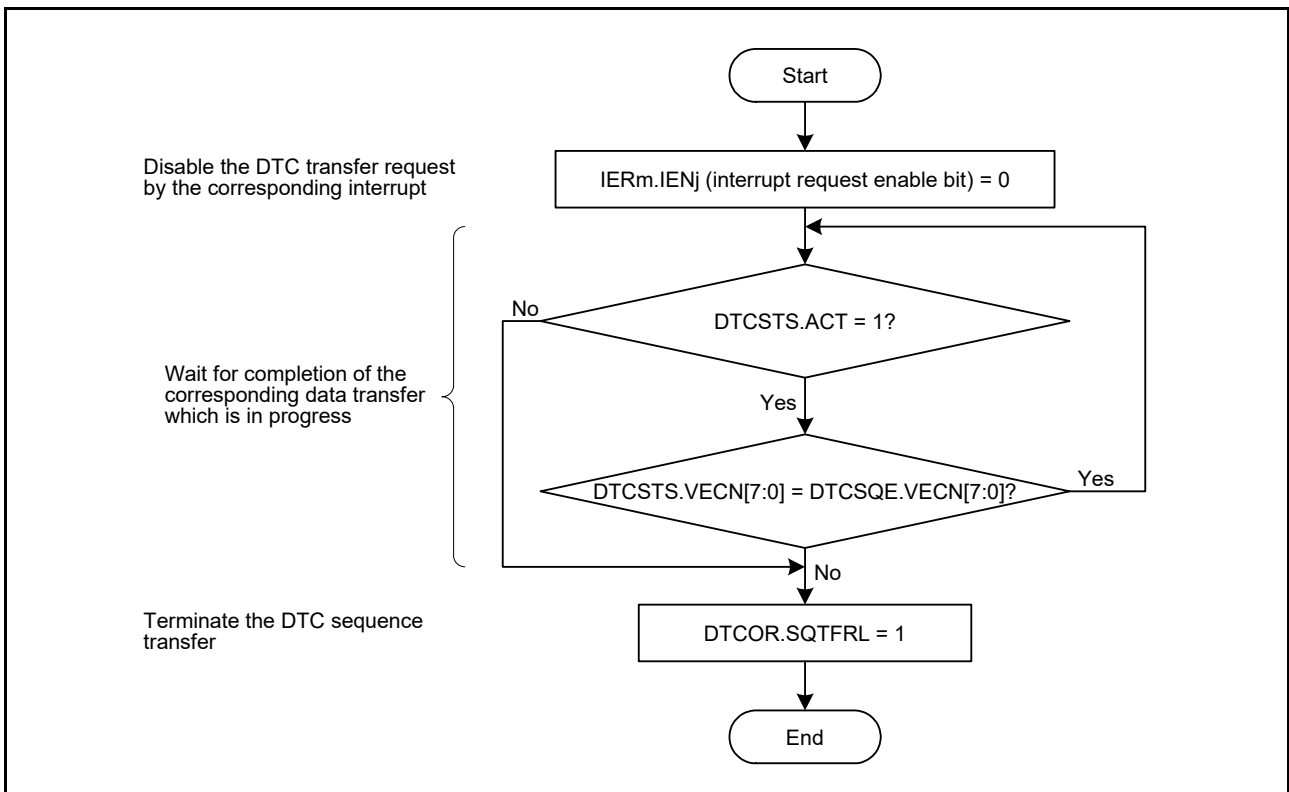 Start
Disable the DTC transfer request
by the corresponding interrupt
IERm.IENj (interrupt request enable bit) = 0
No
DTCSTS.ACT = 1?
Wait for completion of the
corresponding data transfer
which is in progress
Yes
DTCSTS.VECN[7:0] = DTCSQE.VECN[7:0]?
Yes
No
Terminate the DTC sequence
transfer
DTCOR.SQTFRL = 1
End